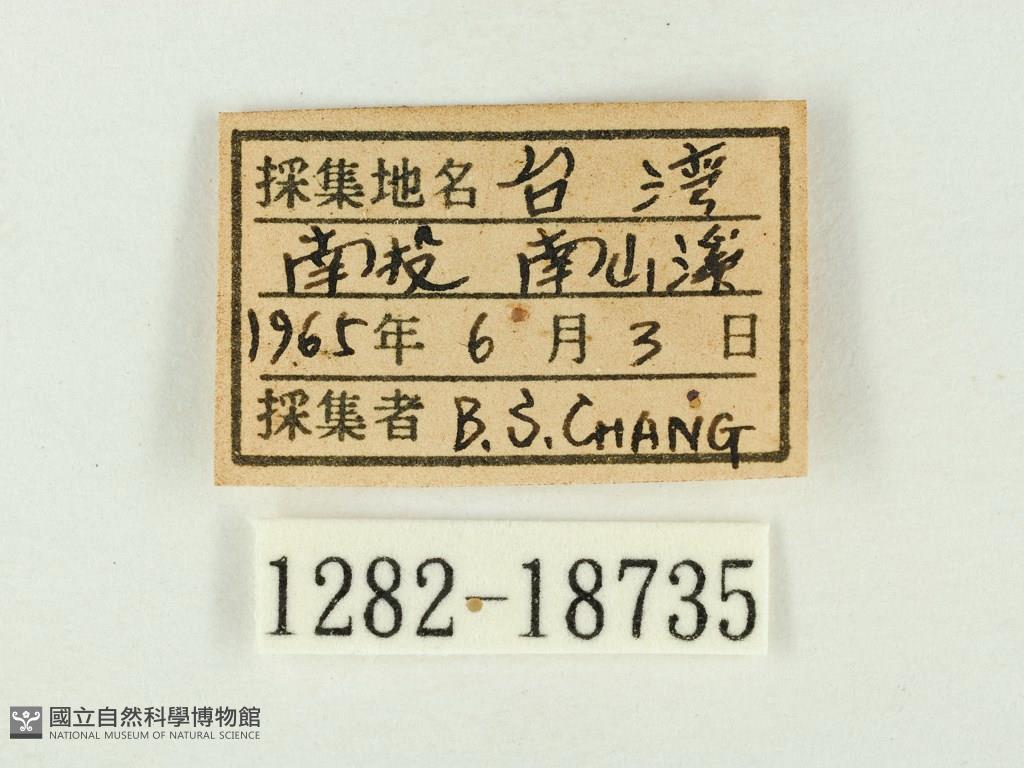 採集地名 台 湾
南投 南山溪
1965年 6 月 3 日
採集者 B.S.CHANG
1282-18735
國立自然科學博物館
NATIONAL MUSEUM OF NATURAL SCIENCE